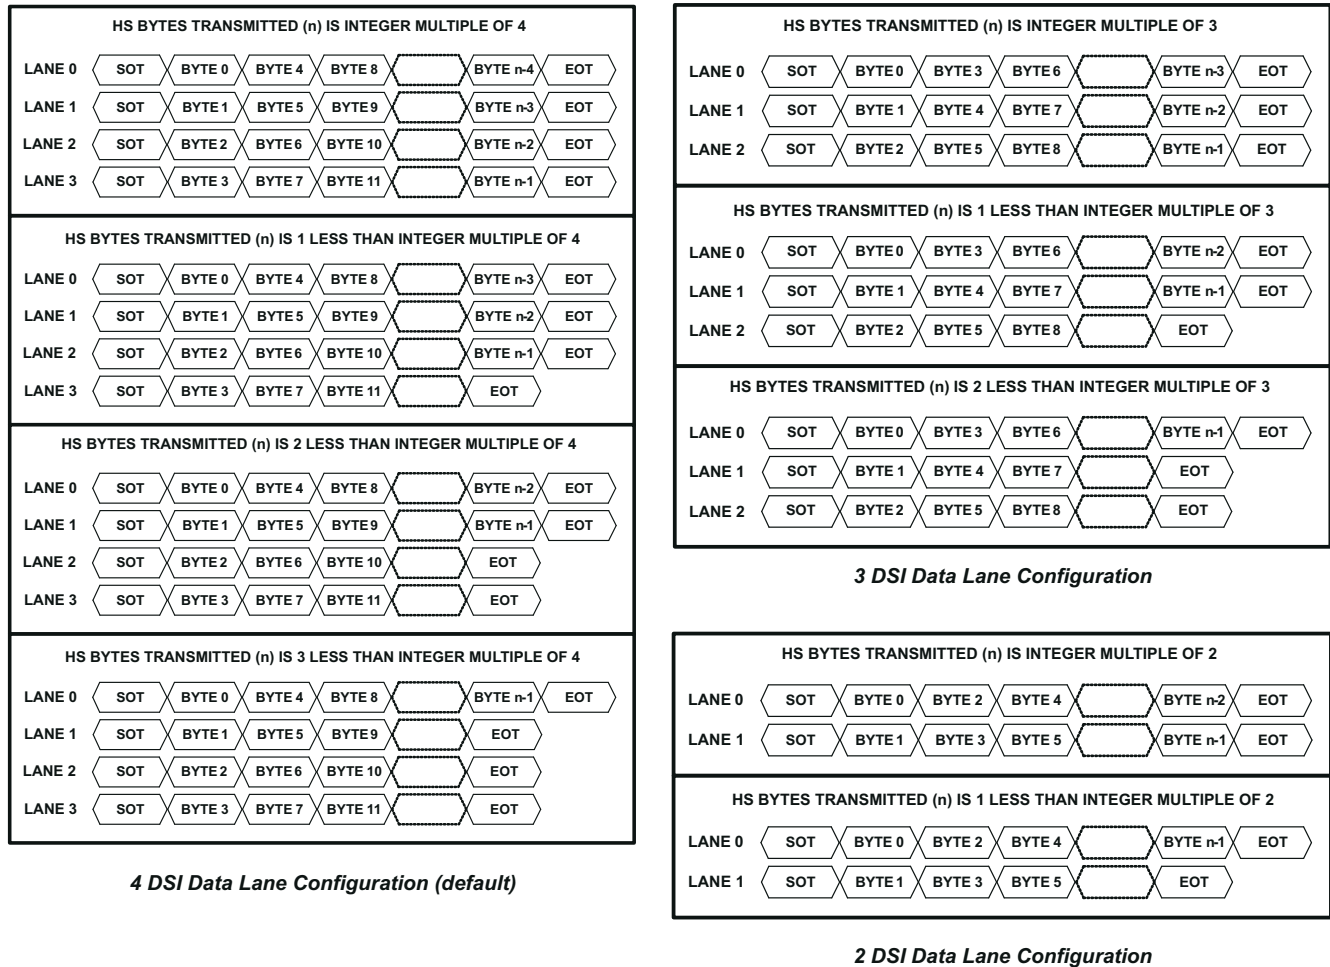 HS BYTES TRANSMITTED (n) IS INTEGER MULTIPLE OF 4
LANE 0 SOT BYTE 0 BYTE 4 BYTE 8 BYTE n-4 EOT
LANE 1 SOT BYTE 1 BYTE 5 BYTE 9 BYTE n-3 EOT
LANE 2 SOT BYTE 2 BYTE 6 BYTE 10 BYTE n-2 EOT
LANE 3 SOT BYTE 3 BYTE 7 BYTE 11 BYTE n-1 EOT
HS BYTES TRANSMITTED (n) IS 1 LESS THAN INTEGER MULTIPLE OF 4
LANE 0 SOT BYTE 0 BYTE 4 BYTE 8 BYTE n-3 EOT
LANE 1 SOT BYTE 1 BYTE 5 BYTE 9 BYTE n-2 EOT
LANE 2 SOT BYTE 2 BYTE 6 BYTE 10 BYTE n-1 EOT
LANE 3 SOT BYTE 3 BYTE 7 BYTE 11 EOT
HS BYTES TRANSMITTED (n) IS 2 LESS THAN INTEGER MULTIPLE OF 4
LANE 0 SOT BYTE 0 BYTE 4 BYTE 8 BYTE n-2 EOT
LANE 1 SOT BYTE 1 BYTE 5 BYTE 9 BYTE n-1 EOT
LANE 2 SOT BYTE 2 BYTE 6 BYTE 10 EOT
LANE 3 SOT BYTE 3 BYTE 7 BYTE 11 EOT
HS BYTES TRANSMITTED (n) IS 3 LESS THAN INTEGER MULTIPLE OF 4
LANE 0 SOT BYTE 0 BYTE 4 BYTE 8 BYTE n-1 EOT
LANE 1 SOT BYTE 1 BYTE 5 BYTE 9 EOT
LANE 2 SOT BYTE 2 BYTE 6 BYTE 10 EOT
LANE 3 SOT BYTE 3 BYTE 7 BYTE 11 EOT
4 DSI Data Lane Configuration (default)
HS BYTES TRANSMITTED (n) IS INTEGER MULTIPLE OF 3
LANE 0 SOT BYTE 0 BYTE 3 BYTE 6 BYTE n-3 EOT
LANE 1 SOT BYTE 1 BYTE 4 BYTE 7 BYTE n-2 EOT
LANE 2 SOT BYTE 2 BYTE 5 BYTE 8 BYTE n-1 EOT
HS BYTES TRANSMITTED (n) IS 1 LESS THAN INTEGER MULTIPLE OF 3
LANE 0 SOT BYTE 0 BYTE 3 BYTE 6 BYTE n-2 EOT
LANE 1 SOT BYTE 1 BYTE 4 BYTE 7 BYTE n-1 EOT
LANE 2 SOT BYTE 2 BYTE 5 BYTE 8 EOT
HS BYTES TRANSMITTED (n) IS 2 LESS THAN INTEGER MULTIPLE OF 3
LANE 0 SOT BYTE 0 BYTE 3 BYTE 6 BYTE n-1 EOT
LANE 1 SOT BYTE 1 BYTE 4 BYTE 7 EOT
LANE 2 SOT BYTE 2 BYTE 5 BYTE 8 EOT
3 DSI Data Lane Configuration
HS BYTES TRANSMITTED (n) IS INTEGER MULTIPLE OF 2
LANE 0 SOT BYTE 0 BYTE 2 BYTE 4 BYTE n-2 EOT
LANE 1 SOT BYTE 1 BYTE 3 BYTE 5 BYTE n-1 EOT
HS BYTES TRANSMITTED (n) IS 1 LESS THAN INTEGER MULTIPLE OF 2
LANE 0 SOT BYTE 0 BYTE 2 BYTE 4 BYTE n-1 EOT
LANE 1 SOT BYTE 1 BYTE 3 BYTE 5 EOT
2 DSI Data Lane Configuration